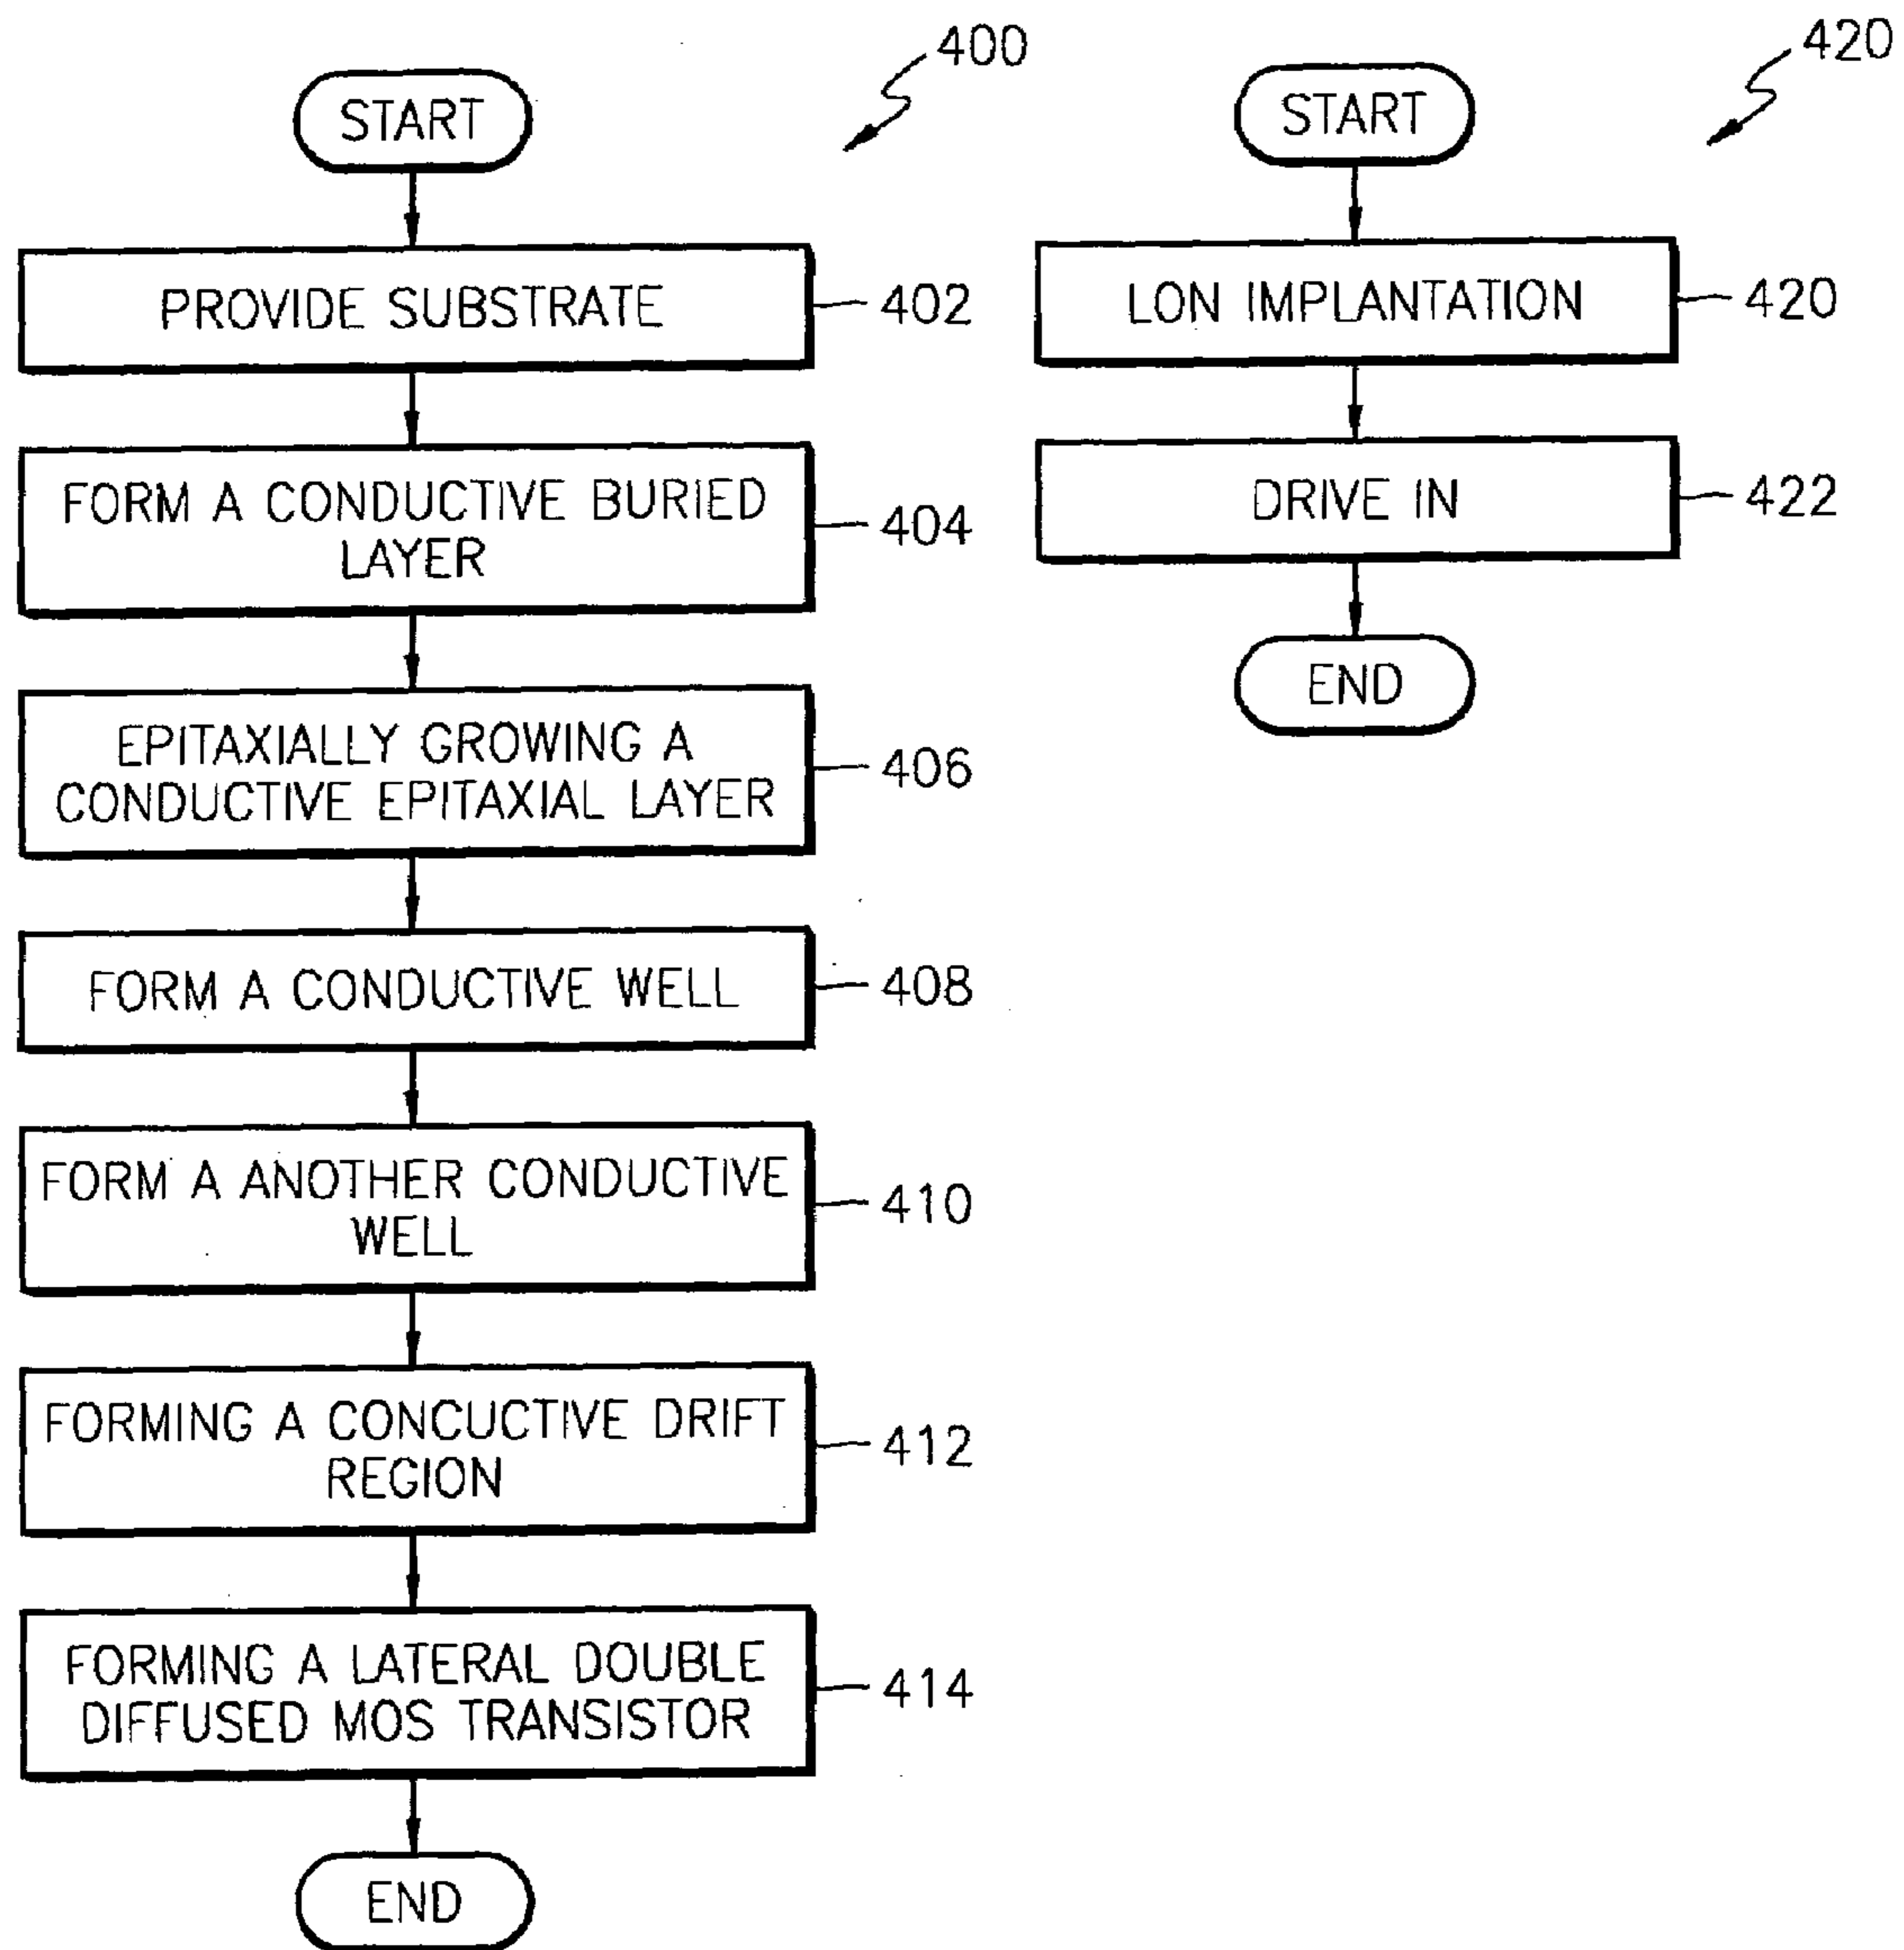 400
START
PROVIDE SUBSTRATE
402
FORM A CONDUCTIVE BURIED
LAYER
404
EPITAXIALLY GROWING A
CONDUCTIVE EPITAXIAL LAYER
406
FORM A CONDUCTIVE WELL
408
FORM A ANOTHER CONDUCTIVE
WELL
410
FORMING A CONCUCTIVE DRIFT
REGION
412
FORMING A LATERAL DOUBLE
DIFFUSED MOS TRANSISTOR
414
END
420
START
LON IMPLANTATION
420
DRIVE IN
422
END